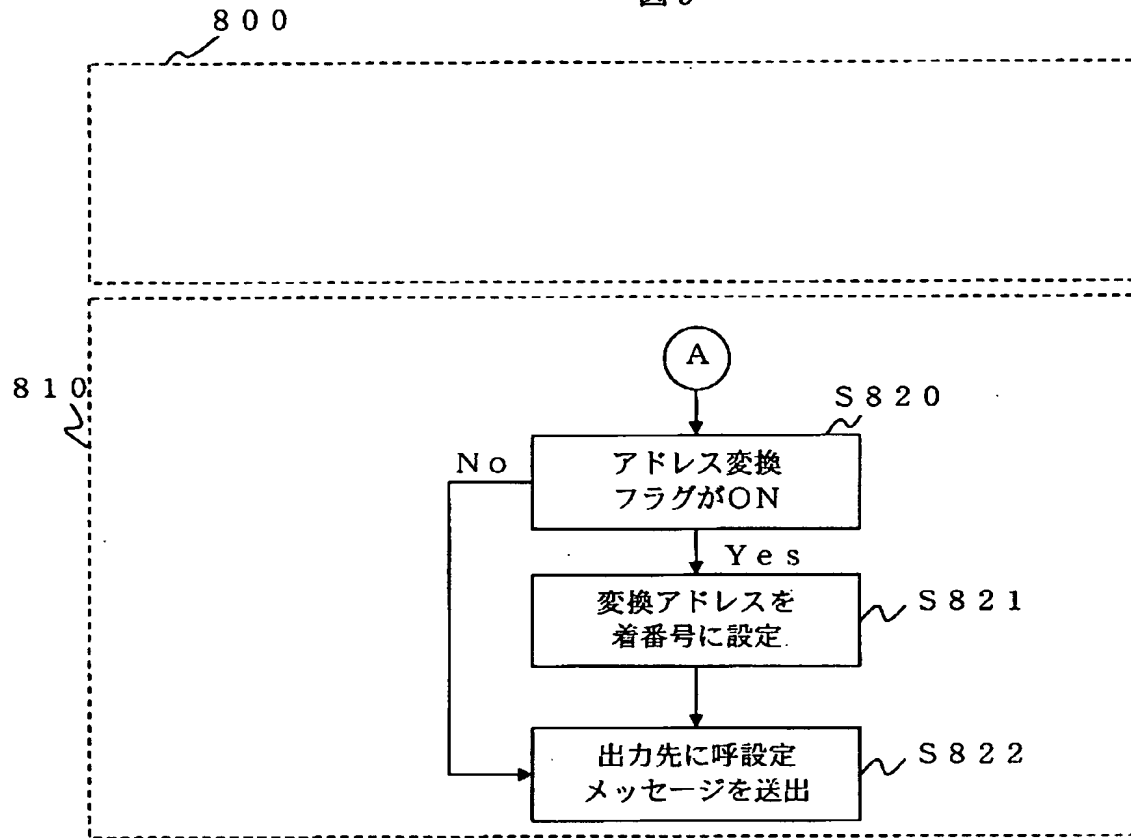 ８００
８１０
A
S８２０
No
アドレス変換
フラグがON
Yes
変換アドレスを
着番号に設定
S８２１
出力先に呼設定
メッセージを送出
S８２２